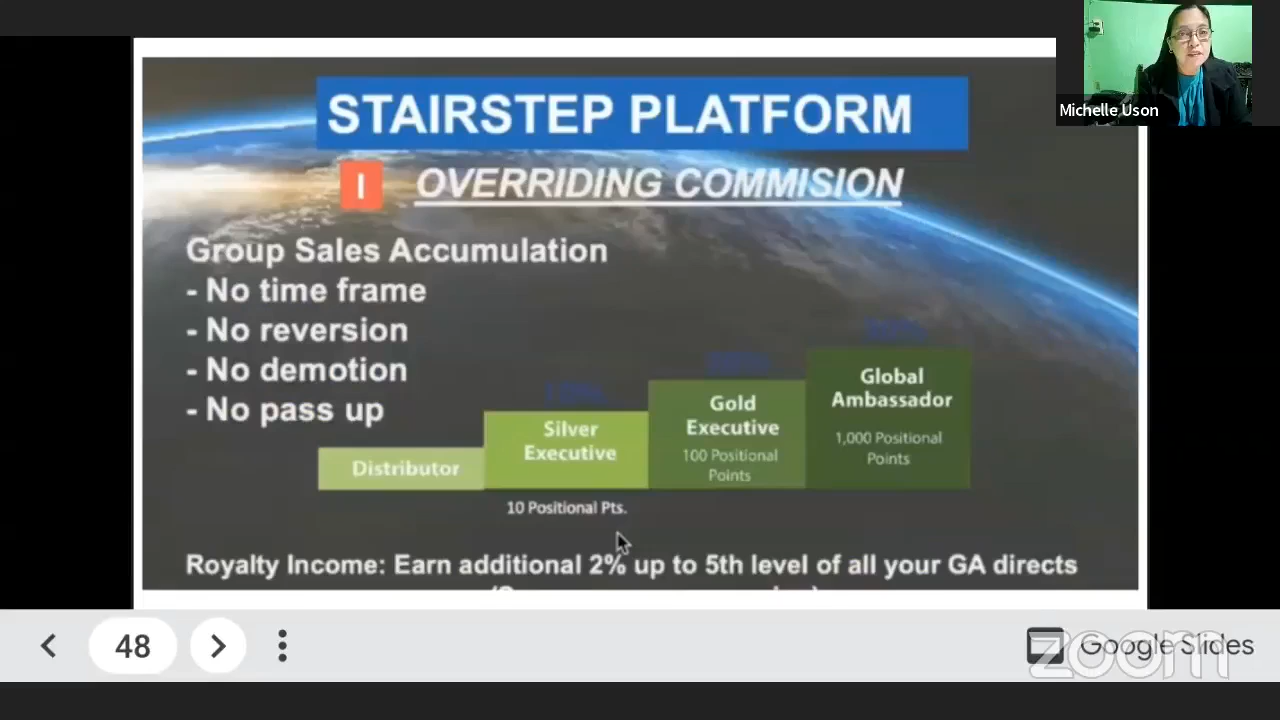 STAIRSTEP PLATFORM
I OVERRIDING COMMISION
Group Sales Accumulation
- No time frame
- No reversion
- No demotion
- No pass up
Distributor
Silver
Executive
10 Positional Pts.
Gold
Executive
100 Positional
Points
Global
Ambassador
1,000 Positional
Points
Royalty Income: Earn additional 2% up to 5th level of all your GA directs
Michelle Uson
48
Google Slides
zoom